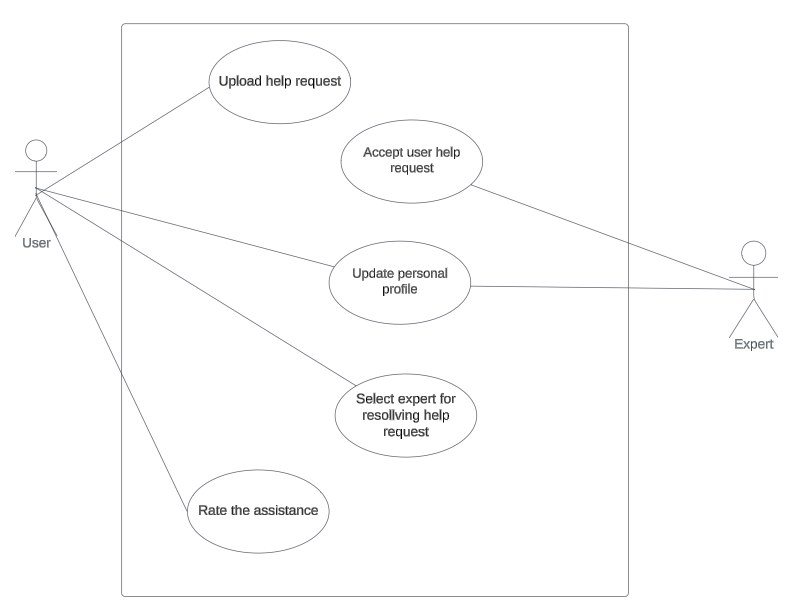 Upload help request
Accept user help
request
User
Update personal
profile
Expert
Select expert for
resollving help
request
Rate the assistance